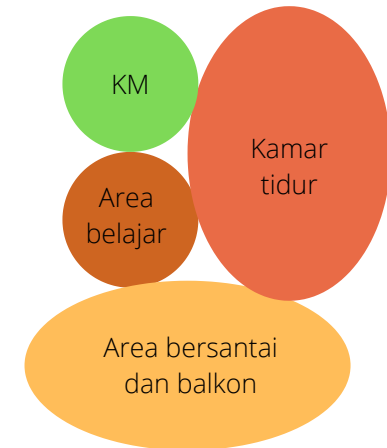 KM
Kamar
tidur
Area
belajar
Area bersantai
dan balkon